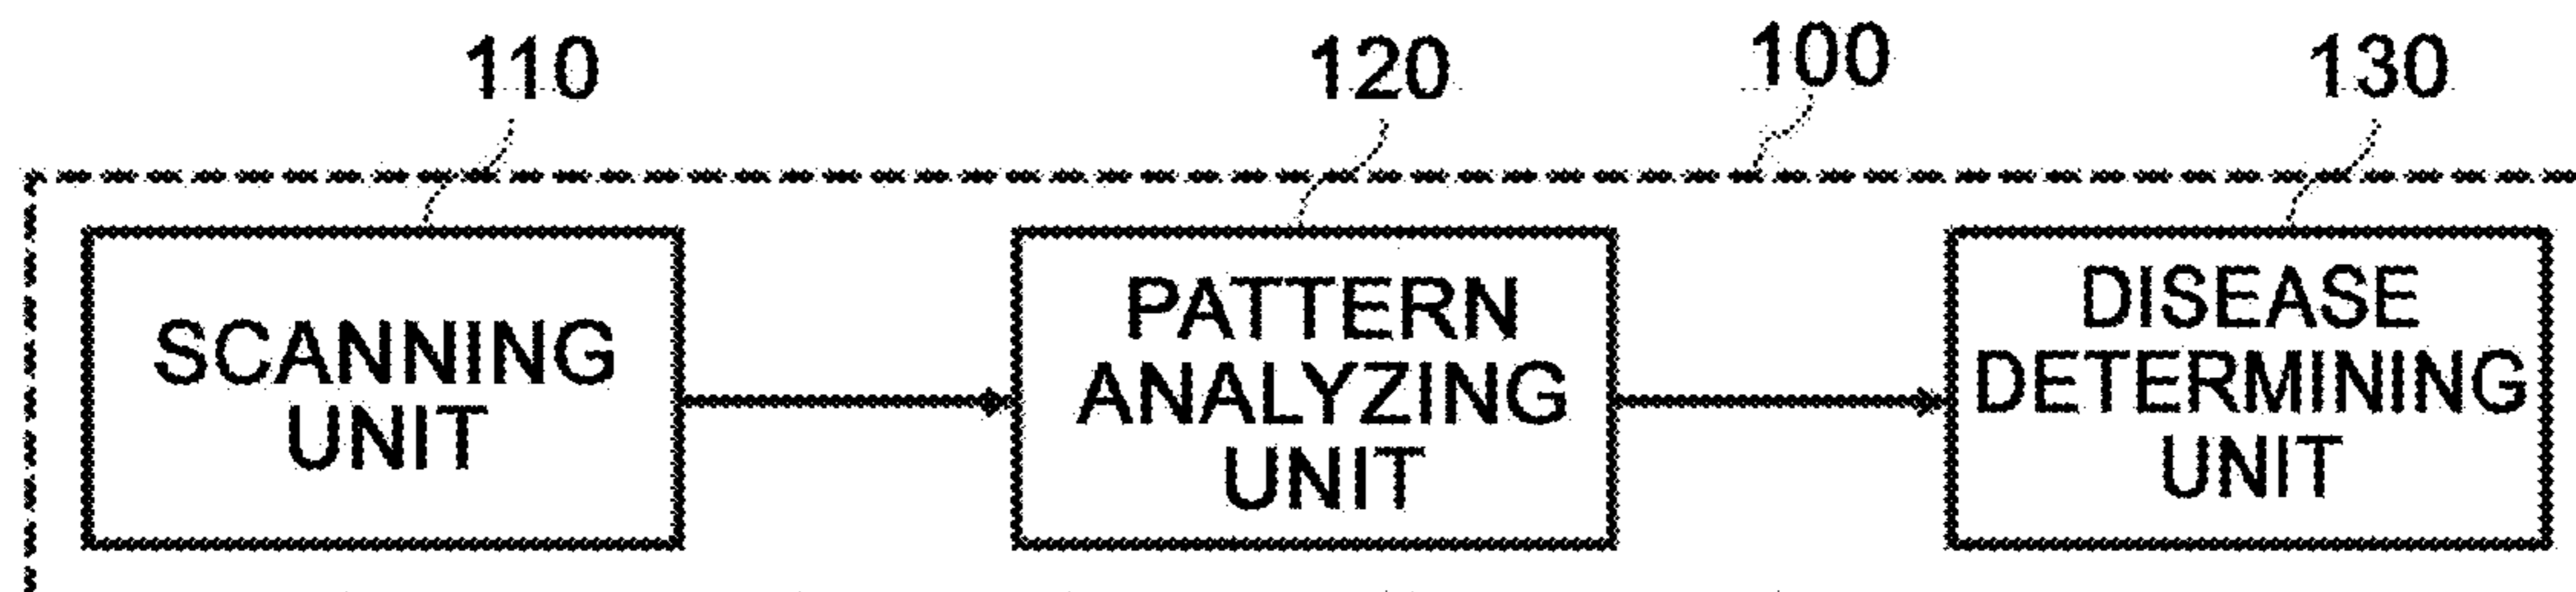 110
120
100
130
SCANNING
UNIT
PATTERN
ANALYZING
UNIT
DISEASE
DETERMINING
UNIT